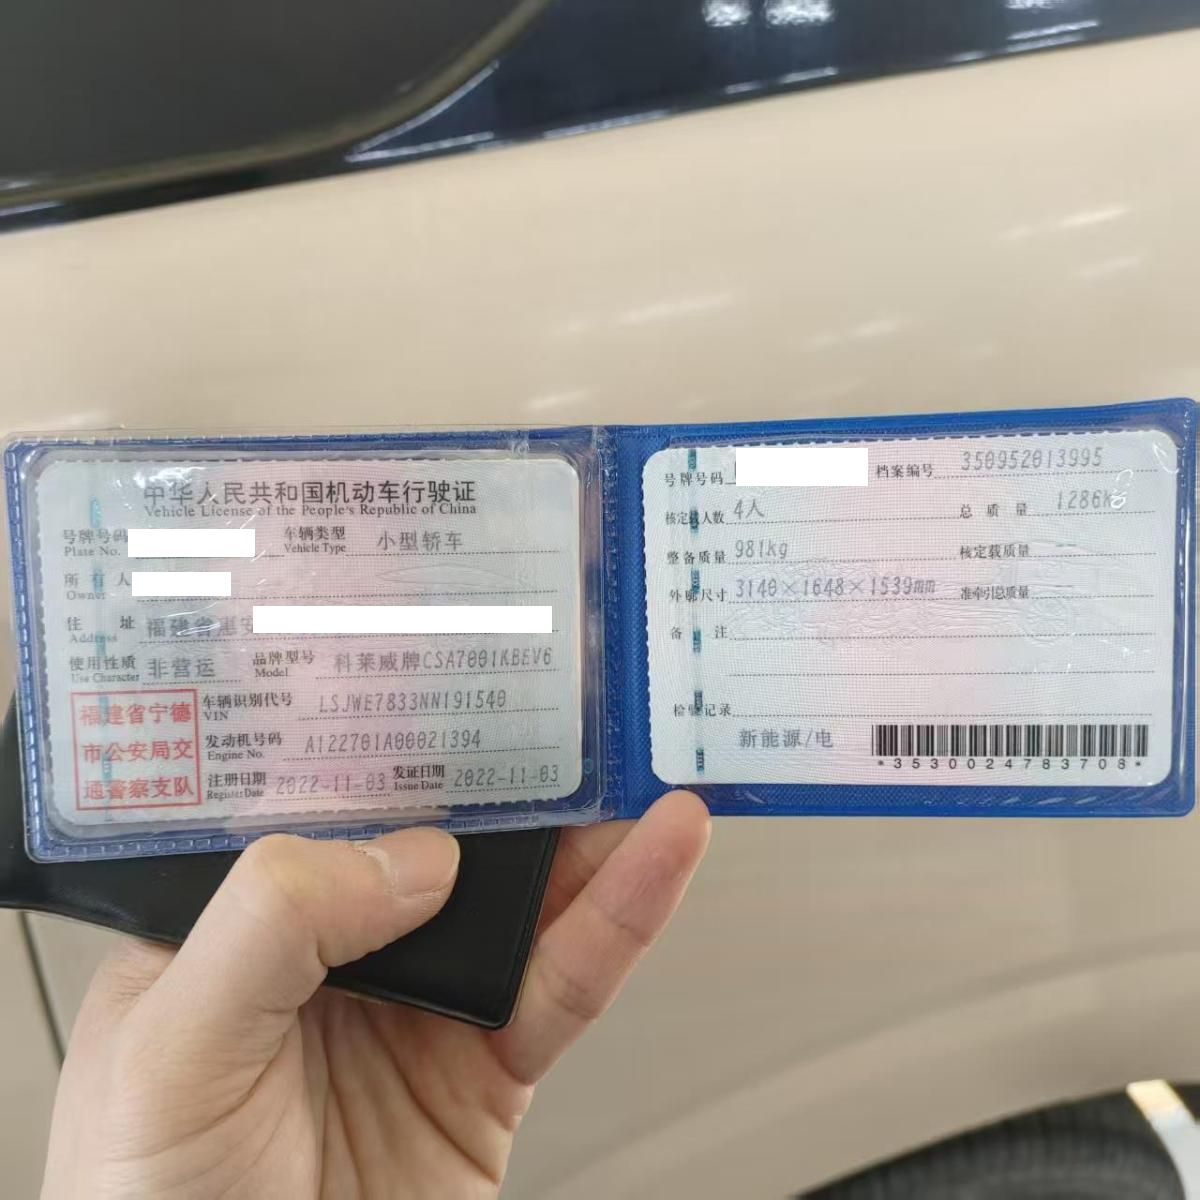 中华人民共和国机动车行驶证
Vehicle License of the People's Republic of China
号牌号码
Plate No.
车辆类型 小型轿车
Vehicle Type
所有人
Owner
住址 福建省惠安
Address
使用性质 非营运
Use Character
品牌型号 科莱威牌CSA7001KBEV6
Model
福建省宁德
市公安局交
通警察支队
车辆识别代号 LSJWE7833NN191540
VIN
发动机号码 A122701A00021394
Engine No.
注册日期 2022-11-03
Register Date
发证日期 2022-11-03
Issue Date
号牌号码 档案编号 350952013995
核定载人数 4人 总质量 1286kg
整备质量 981kg 核定载质量 --
外廓尺寸 3140×1648×1539mm 准牵引总质量
备注
检验记录
新能源/电
*3530024783708*